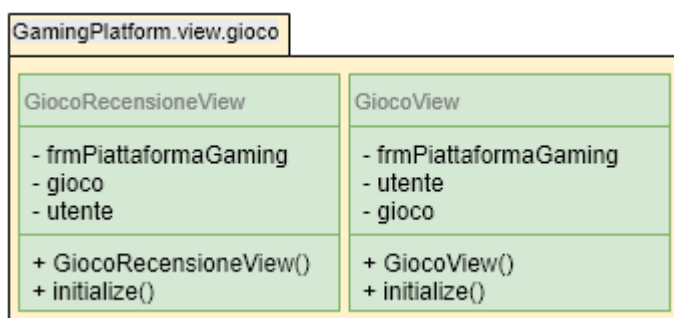 GamingPlatform.view.gioco
GiocoRecensioneView
- frmPiattaformaGaming
- gioco
- utente
+ GiocoRecensioneView()
+ initialize()
GiocoView
- frmPiattaformaGaming
- utente
- gioco
+ GiocoView()
+ initialize()